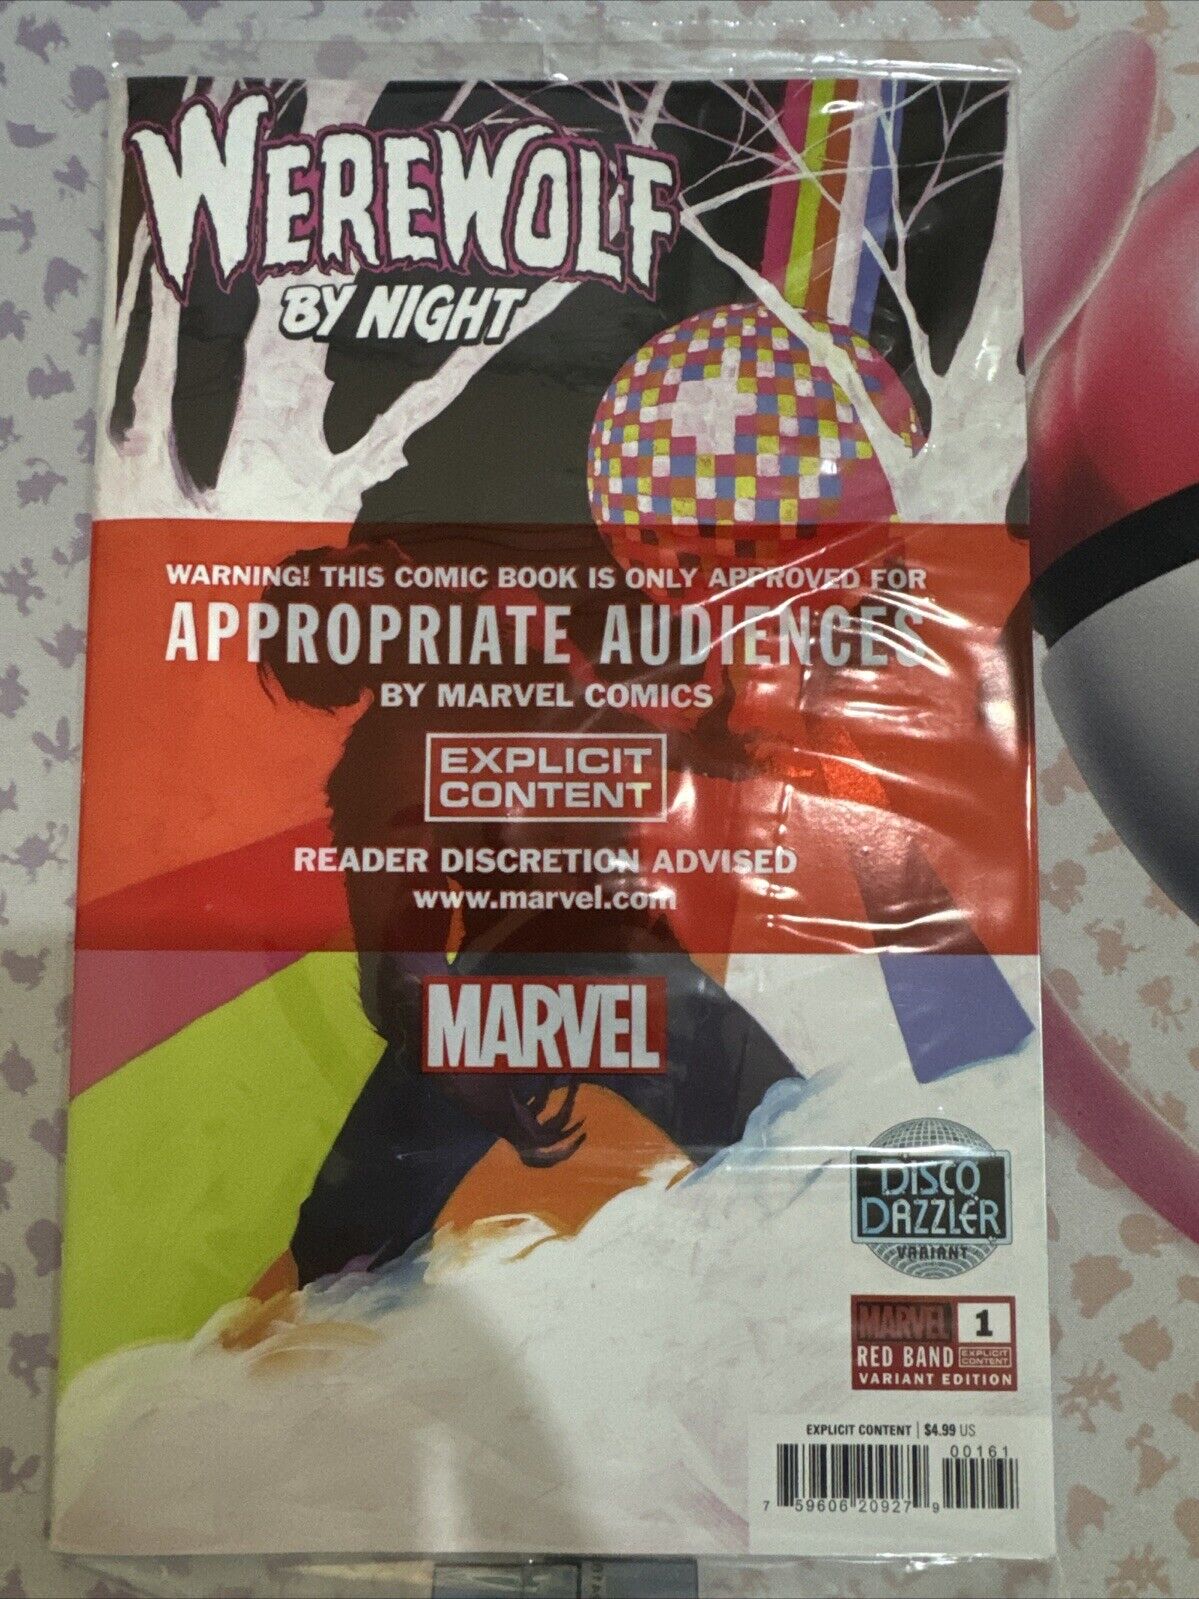 WEREWOLF
BY NIGHT
WARNING! THIS COMIC BOOK IS ONLY APPROVED FOR
APPROPRIATE AUDIENCES
BY MARVEL COMICS
EXPLICIT
CONTENT
READER DISCRETION ADVISED
www.marvel.com
MARVEL
DISCO
DAZZLER
VARIANT
MARVEL 1
RED BAND EXPLICIT CONTENT
VARIANT EDITION
EXPLICIT CONTENT | $4.99 US
00161
7 59606 20927 9